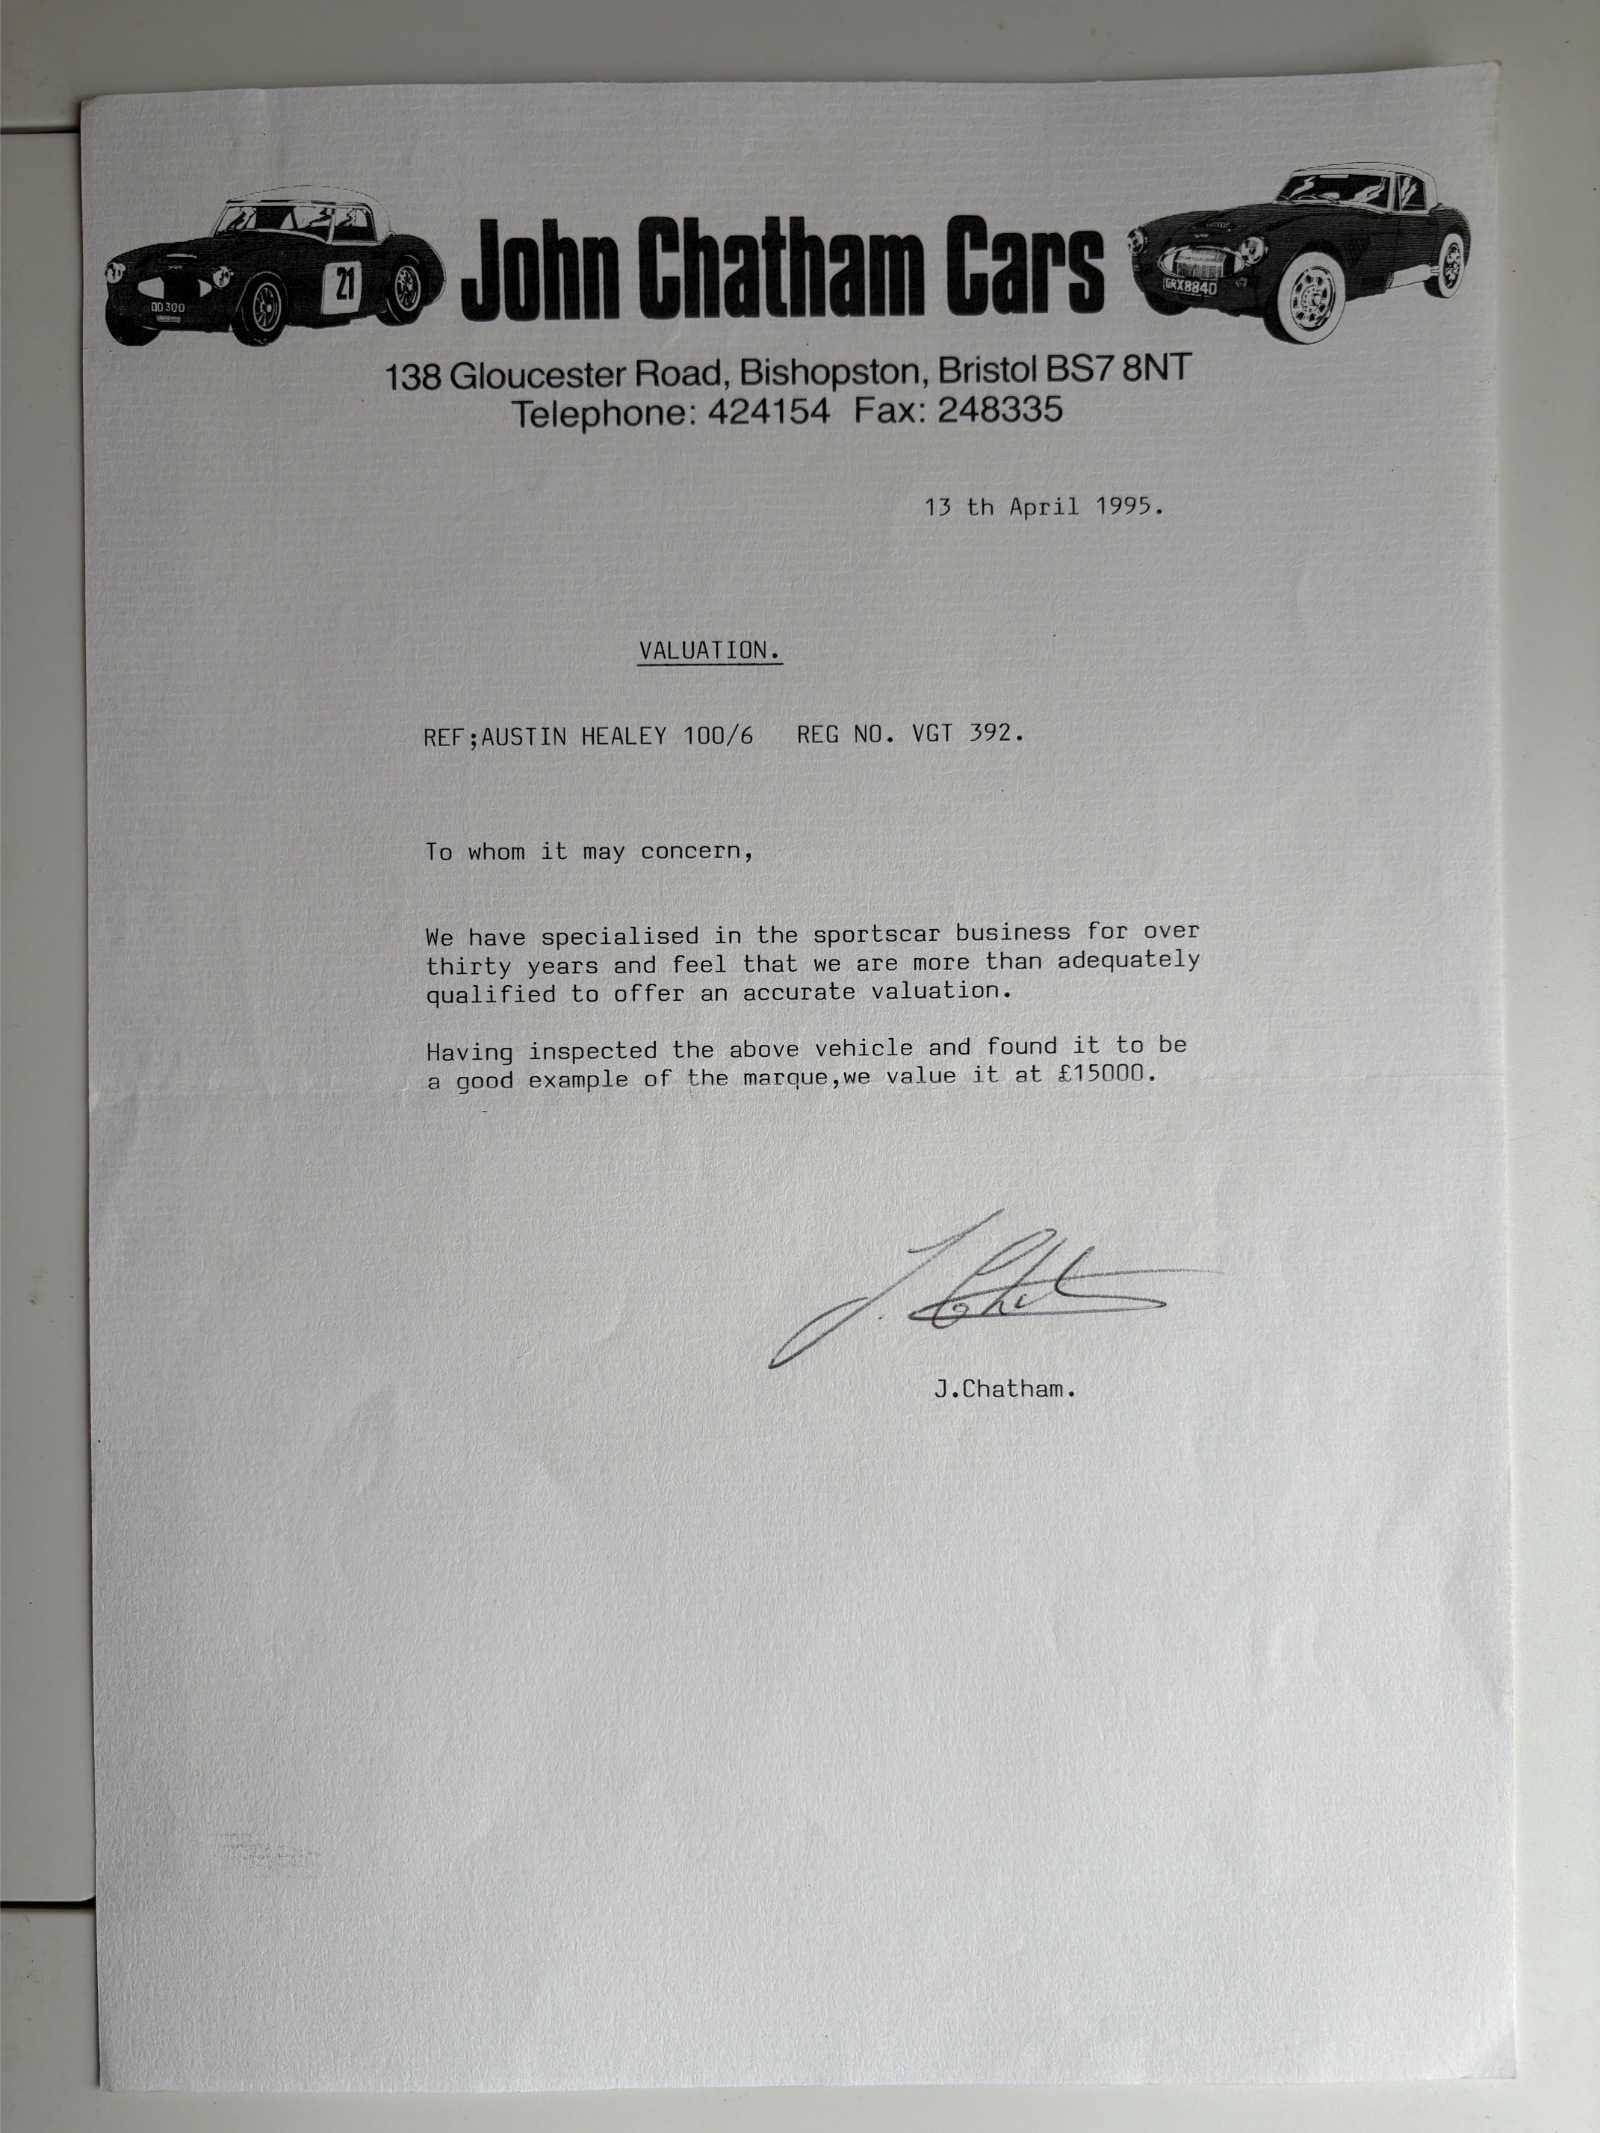 John Chatham Cars
21
DD 300
GRX884D
138 Gloucester Road, Bishopston, Bristol BS7 8NT
Telephone: 424154 Fax: 248335
13 th April 1995.
VALUATION.
REF;AUSTIN HEALEY 100/6 REG NO. VGT 392.
To whom it may concern,
We have specialised in the sportscar business for over
thirty years and feel that we are more than adequately
qualified to offer an accurate valuation.
Having inspected the above vehicle and found it to be
a good example of the marque,we value it at £15000.
J. Chatham
J.Chatham.